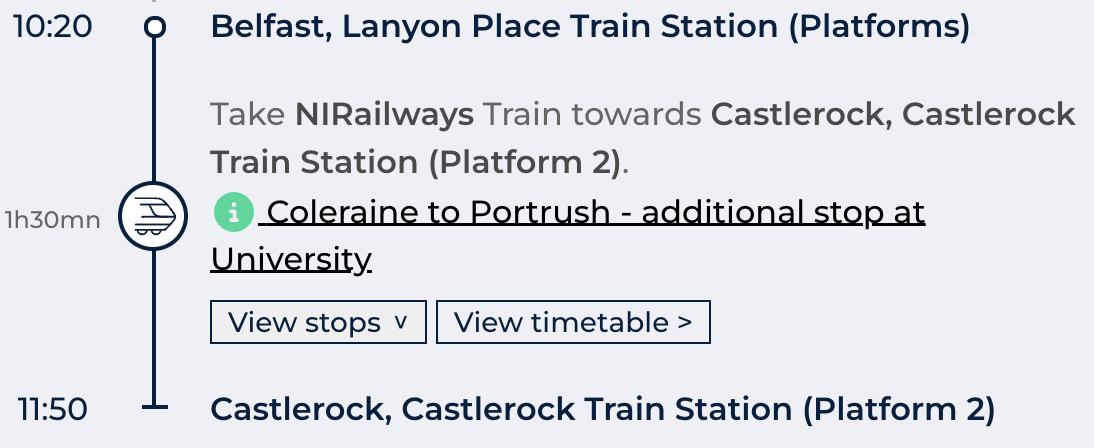 10:20 Belfast, Lanyon Place Train Station (Platforms)
Take NIRailways Train towards Castlerock, Castlerock
Train Station (Platform 2).
1h30mn
i Coleraine to Portrush - additional stop at
University
View stops v View timetable >
11:50 Castlerock, Castlerock Train Station (Platform 2)